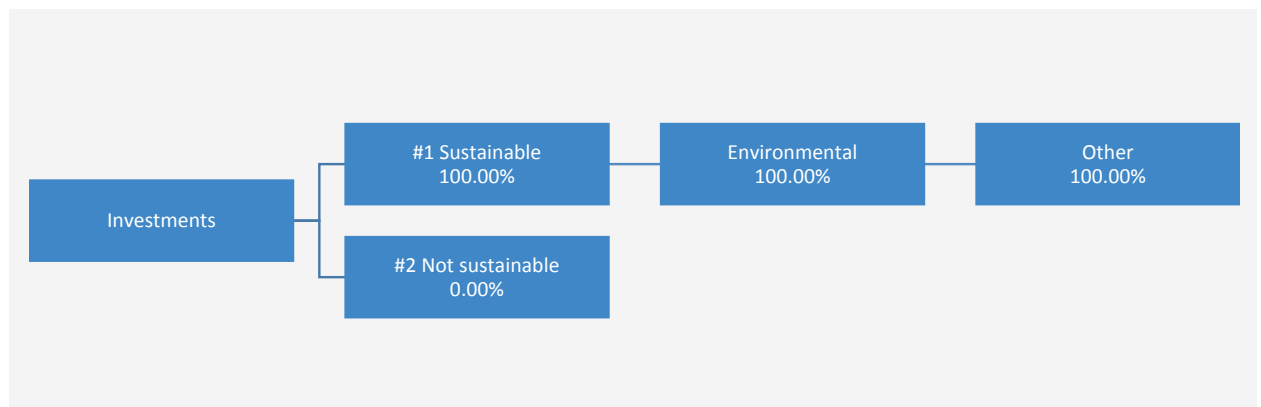 Investments
#1 Sustainable
100.00%
#2 Not sustainable
0.00%
Environmental
100.00%
Other
100.00%